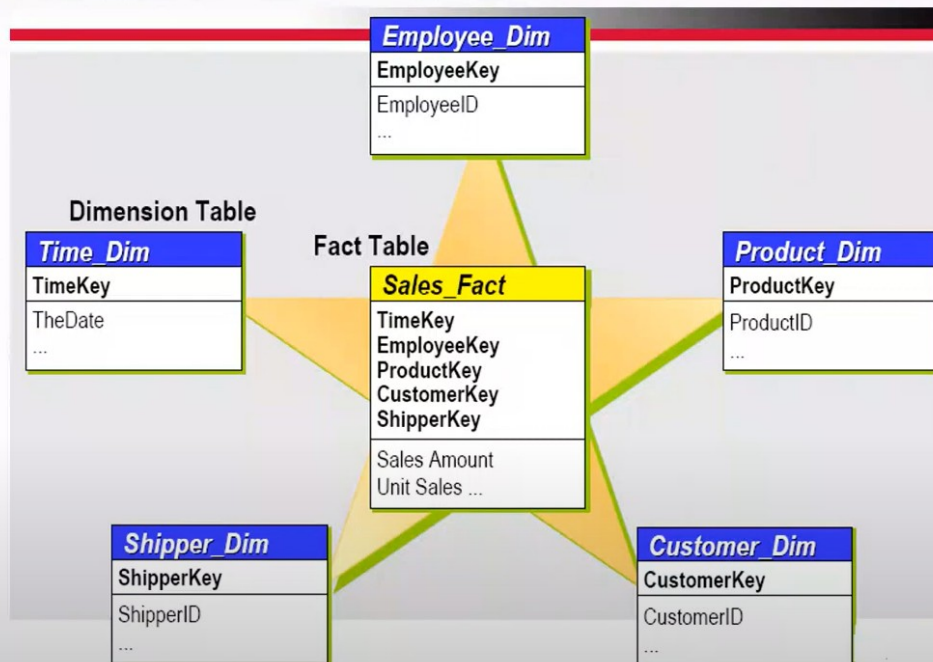 Employee_Dim
EmployeeKey
EmployeeID
...
Dimension Table
Time_Dim
TimeKey
TheDate
...
Fact Table
Sales_Fact
TimeKey
EmployeeKey
ProductKey
CustomerKey
ShipperKey
Sales Amount
Unit Sales ...
Product_Dim
ProductKey
ProductID
...
Shipper_Dim
ShipperKey
ShipperID
...
Customer_Dim
CustomerKey
CustomerID
...